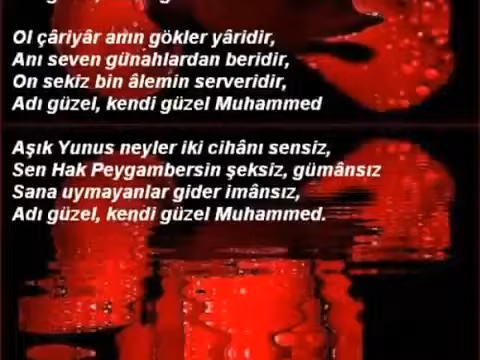 Ol çâriyâr anın gökler yâridir,
Anı seven günahlardan beridir,
On sekiz bin âlemin serveridir,
Adı güzel, kendi güzel Muhammed
Aşık Yunus neyler iki cihânı sensiz,
Sen Hak Peygambersin şeksiz, gümânsız
Sana uymayanlar gider imânsız,
Adı güzel, kendi güzel Muhammed.